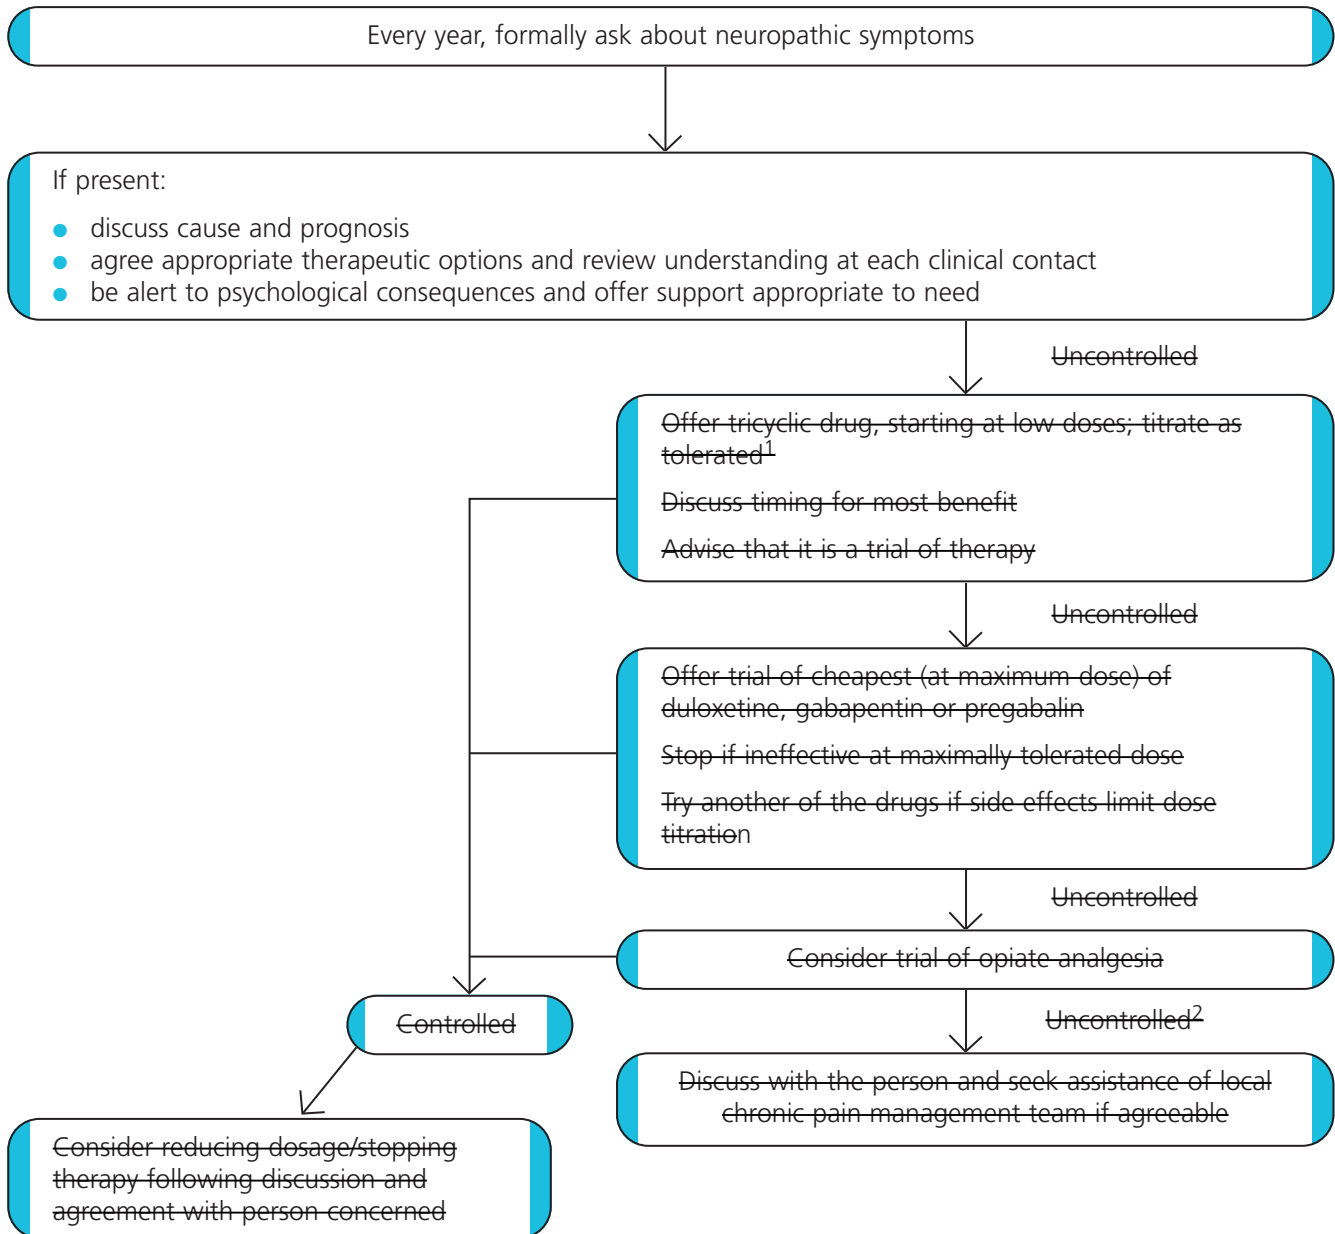 Every year, formally ask about neuropathic symptoms
If present:
● discuss cause and prognosis
● agree appropriate therapeutic options and review understanding at each clinical contact
● be alert to psychological consequences and offer support appropriate to need
Uncontrolled
Offer tricyclic drug, starting at low doses; titrate as
tolerated1
Discuss timing for most benefit
Advise that it is a trial of therapy
Uncontrolled
Offer trial of cheapest (at maximum dose) of
duloxetine, gabapentin or pregabalin
Stop if ineffective at maximally tolerated dose
Try another of the drugs if side effects limit dose
titration
Uncontrolled
Consider trial of opiate analgesia
Controlled
Uncontrolled2
Discuss with the person and seek assistance of local
chronic pain management team if agreeable
Consider reducing dosage/stopping
therapy following discussion and
agreement with person concerned